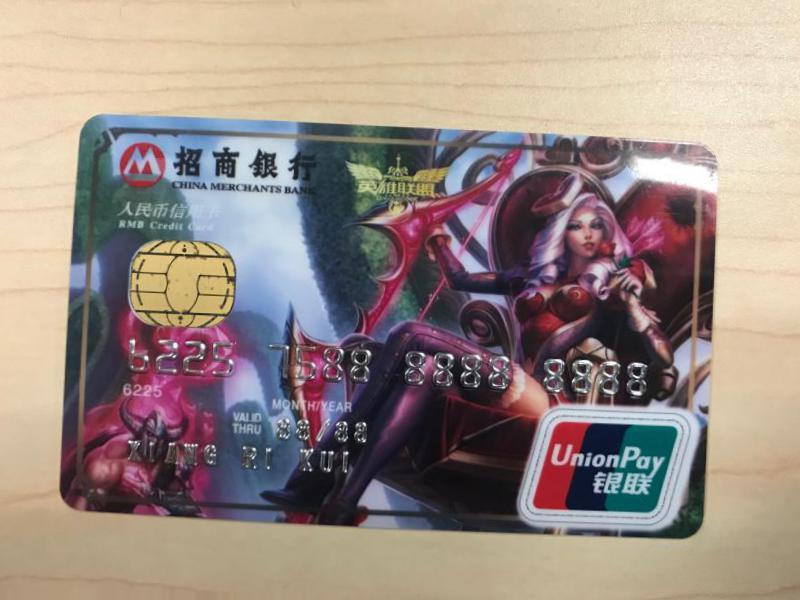 招商银行
CHINA MERCHANTS BANK
英雄联盟
人民币信用卡
RMB Credit Card
6225 7588 8888 8888
6225
MONTH/YEAR
VALID THRU 88/88
XIANG RI KUI
UnionPay
银联